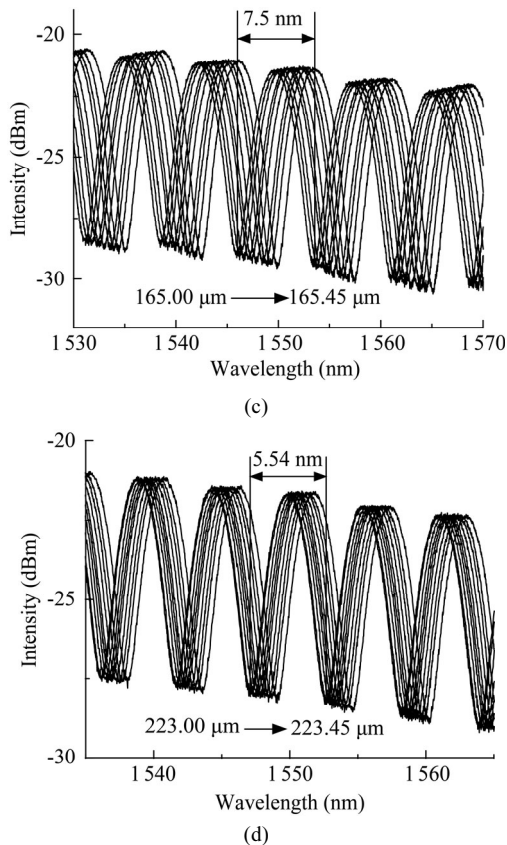 -20
7.5 nm
Intensity (dBm)
-25
-30
165.00 μm 165.45 μm
1 530 1 540 1 550 1 560 1 570
Wavelength (nm)
(c)
-20
5.54 nm
Intensity (dBm)
-25
223.00 μm 223.45 μm
-30
1 540 1 550 1 560
Wavelength (nm)
(d)